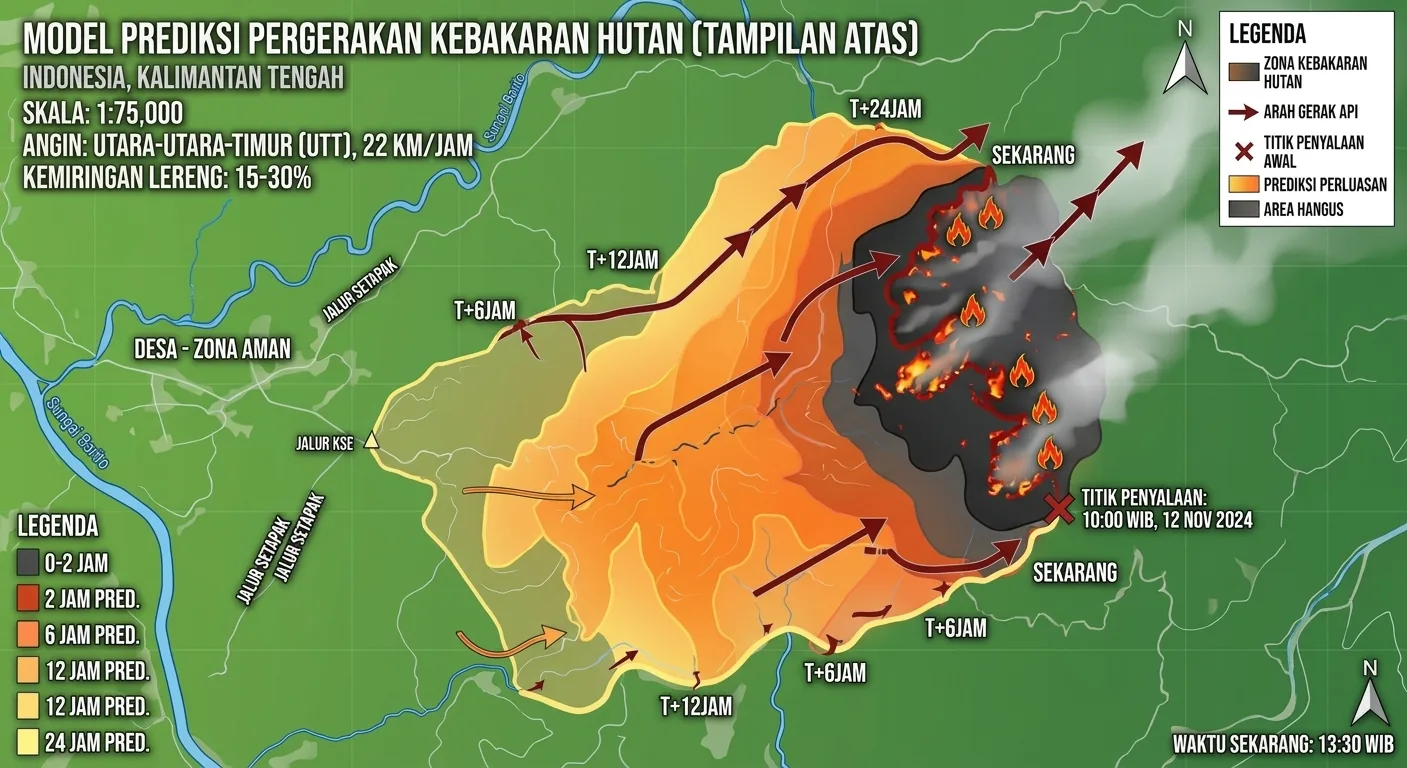 MODEL PREDIKSI PERGERAKAN KEBAKARAN HUTAN (TAMPILAN ATAS)
INDONESIA, KALIMANTAN TENGAH
SKALA: 1:75,000
ANGIN: UTARA-UTARA-TIMUR (UTT), 22 KM/JAM
KEMIRINGAN LERENG: 15-30%
N
LEGENDA
ZONA KEBAKARAN
HUTAN
ARAH GERAK API
TITIK PENYALAAN
AWAL
PREDIKSI PERLUASAN
AREA HANGUS
Sungai Barito
T+24JAM
SEKARANG
T+12JAM
T+6JAM
JALUR SETAPAK
DESA - ZONA AMAN
Sungai Barito
JALUR KSE
JALUR SETAPAK
JALUR SETAPAK
TITIK PENYALAAN:
10:00 WIB, 12 NOV 2024
SEKARANG
T+6JAM
T+6JAM
T+12JAM
LEGENDA
0-2 JAM
2 JAM PRED.
6 JAM PRED.
12 JAM PRED.
12 JAM PRED.
24 JAM PRED.
N
WAKTU SEKARANG: 13:30 WIB